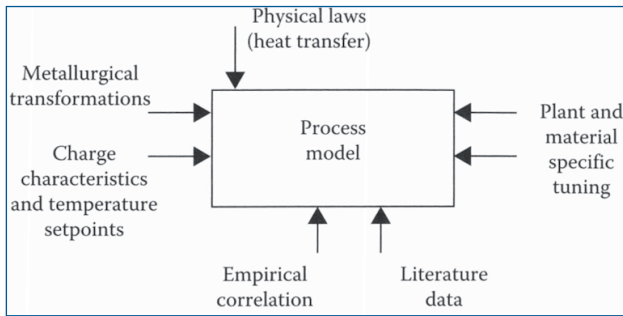 Physical laws
(heat transfer)
Metallurgical
transformations
Charge
characteristics
and temperature
setpoints
Process
model
Plant and
material
specific
tuning
Empirical
correlation
Literature
data